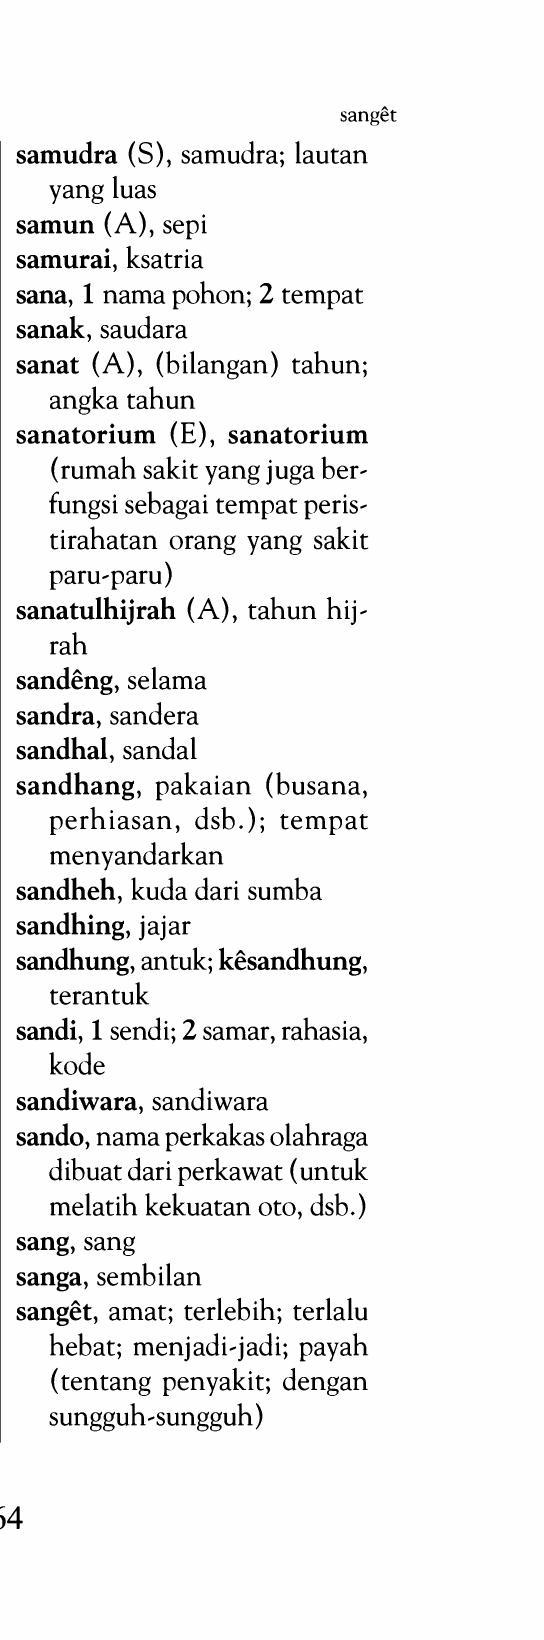 sangêt
samudra (S), samudra; lautan
yang luas
samun (A), sepi
samurai, ksatria
sana, 1 nama pohon; 2 tempat
sanak, saudara
sanat (A), (bilangan) tahun;
angka tahun
sanatorium (E), sanatorium
(rumah sakit yang juga ber-
fungsi sebagai tempat peris-
tirahatan orang yang sakit
paru-paru)
sanatulhijrah (A), tahun hij-
rah
sandêng, selama
sandra, sandera
sandhal, sandal
sandhang, pakaian (busana,
perhiasan, dsb.); tempat
menyandarkan
sandheh, kuda dari sumba
sandhing, jajar
sandhung, antuk; kêsandhung,
terantuk
sandi, 1 sendi; 2 samar, rahasia,
kode
sandiwara, sandiwara
sando, nama perkakas olahraga
dibuat dari perkawat (untuk
melatih kekuatan oto, dsb.)
sang, sang
sanga, sembilan
sangêt, amat; terlebih; terlalu
hebat; menjadi-jadi; payah
(tentang penyakit; dengan
sungguh-sungguh)
64